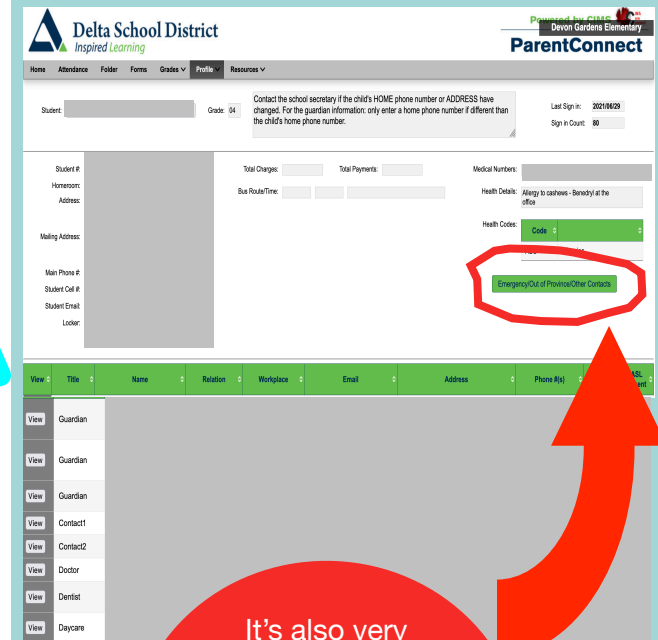 Delta School District
Inspired Learning
Powered by CIMS
Devon Gardens Elementary
ParentConnect
Home Attendance Folder Forms Grades Profile Resources
Student:
Grade: 04
Contact the school secretary if the child's HOME phone number or ADDRESS have
changed. For the guardian information: only enter a home phone number if different than
the child's home phone number.
Last Sign in: 2021/06/29
Sign in Count: 80
Student #:
Homeroom:
Address:
Mailing Address:
Main Phone #:
Student Cell #:
Student Email:
Locker:
Total Charges: Total Payments:
Bus Route/Time:
Medical Numbers:
Health Details: Allergy to cashews - Benedryl at the
office
Health Codes:
Code
Emergency/Out of Province/Other Contacts
View Title Name Relation Workplace Email Address Phone #(s)
View Guardian
View Guardian
View Guardian
View Contact1
View Contact2
View Doctor
View Dentist
View Daycare
It's also very